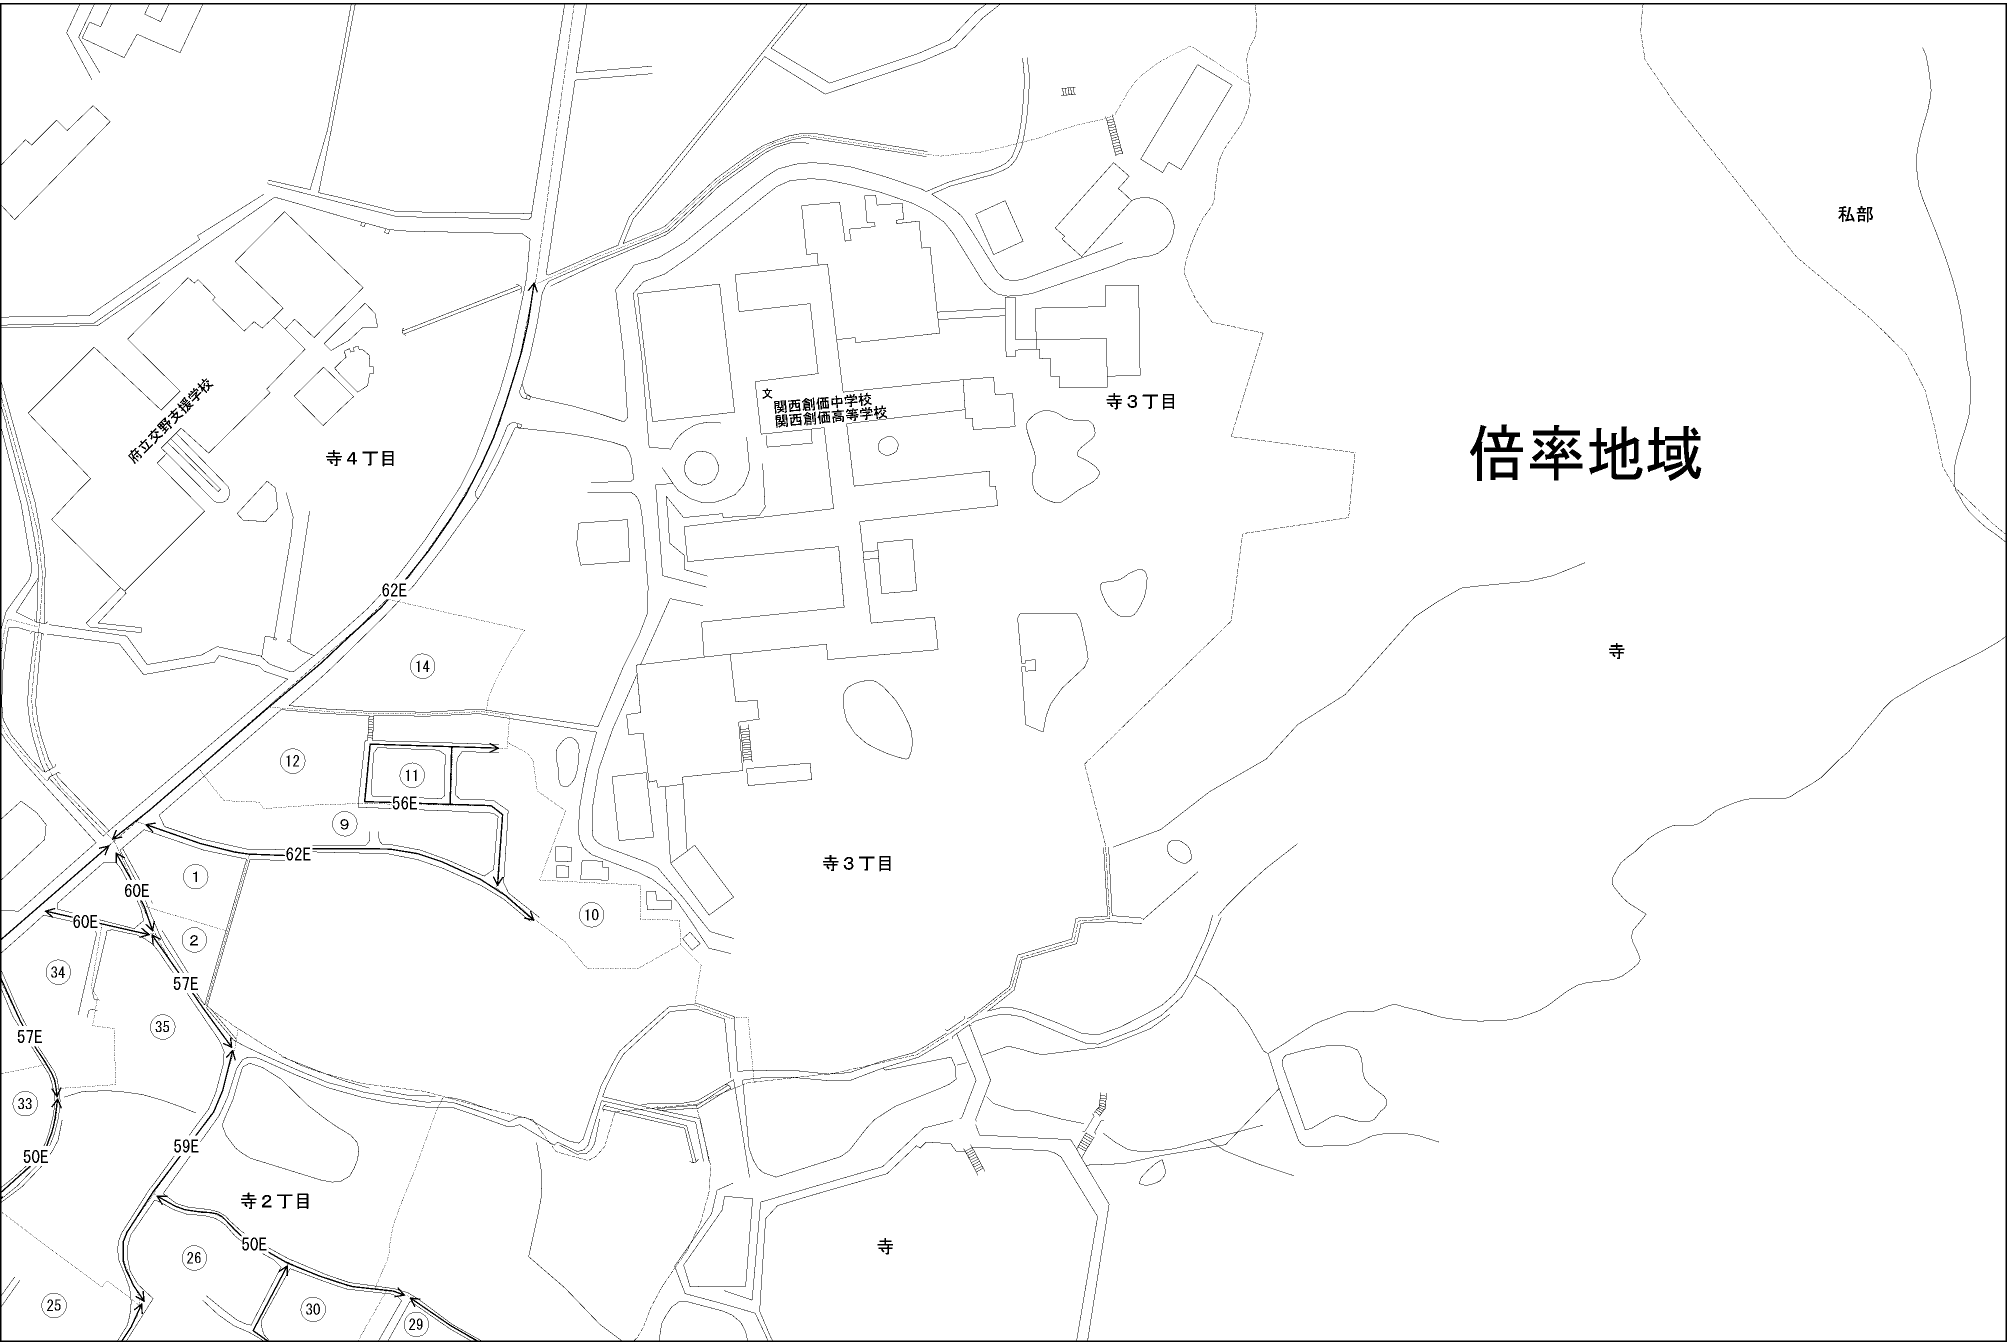 私部
府立交野支援学校
文
関西創価中学校
関西創価高等学校
寺３丁目
倍率地域
寺４丁目
62E
寺
14
12
11
56E
9
62E
寺３丁目
1
60E
10
60E
2
34
57E
35
57E
33
59E
50E
寺２丁目
50E
26
寺
25
30
29